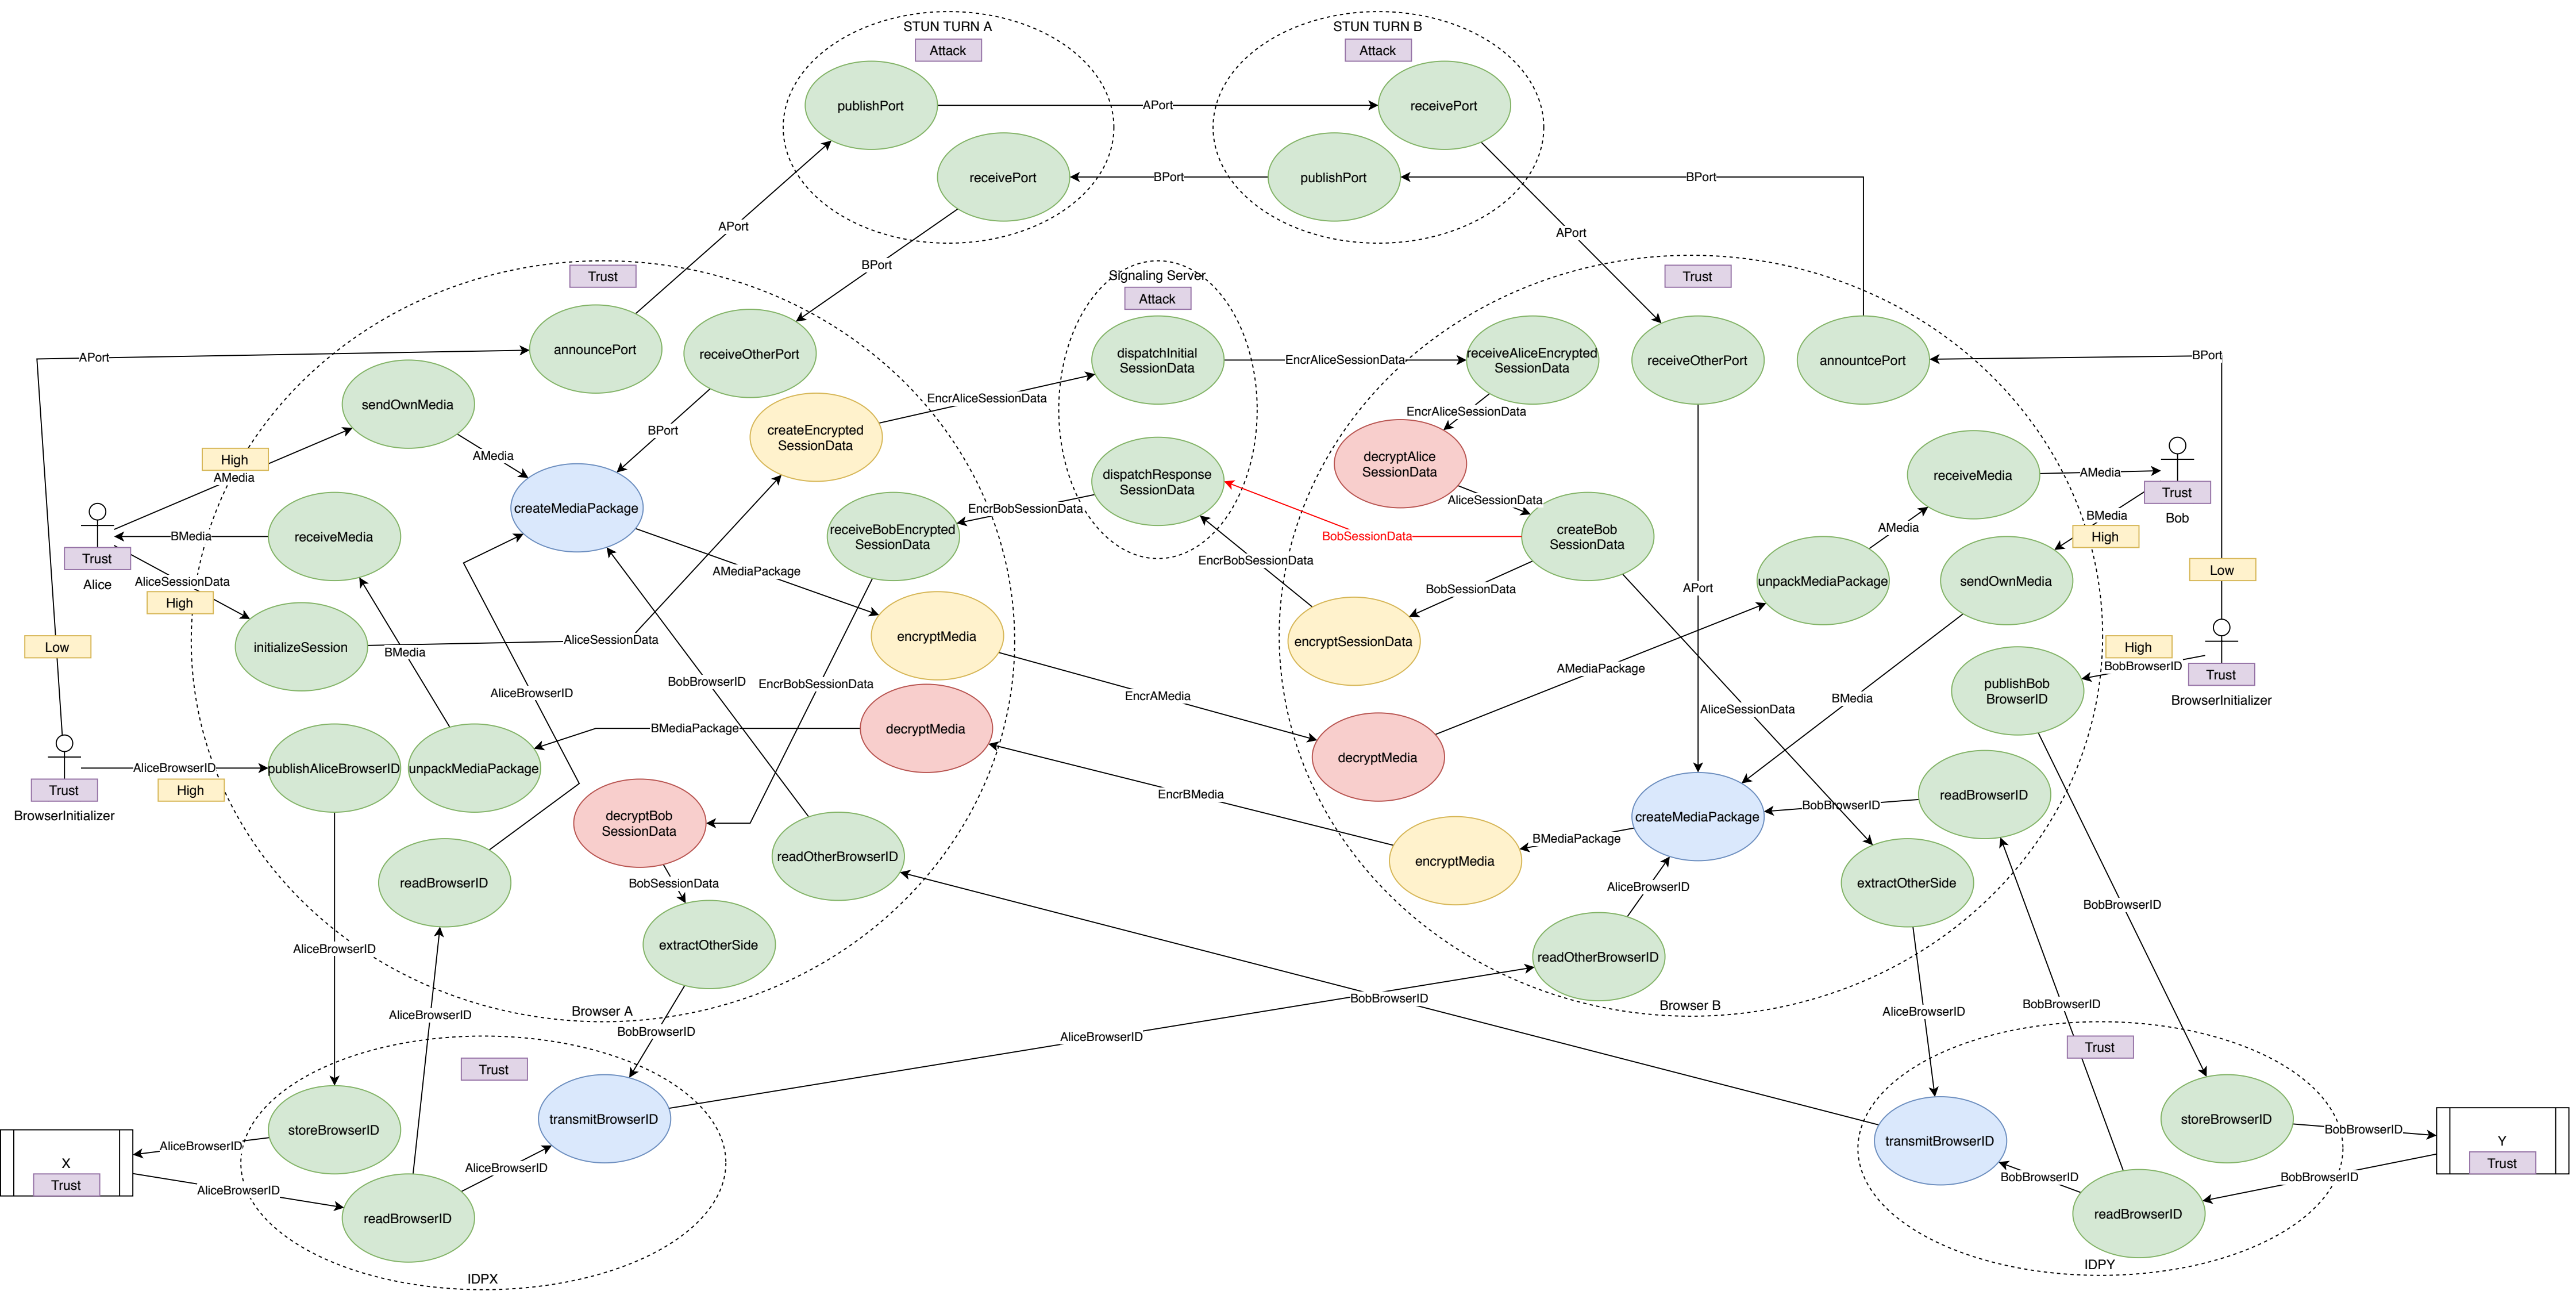 STUN TURN A
Attack
publishPort
receivePort
STUN TURN B
Attack
receivePort
publishPort
APort
BPort
BPort
APort
BPort
APort
Trust
announcePort
receiveOtherPort
sendOwnMedia
createEncrypted
SessionData
APort
High
AMedia
AMedia
BPort
createMediaPackage
receiveMedia
BMedia
Trust
Alice
AliceSessionData
High
initializeSession
AliceSessionData
BMedia
Low
AMediaPackage
receiveBobEncrypted
SessionData
encryptMedia
BobBrowserID
EncrBobSessionData
AliceBrowserID
BMediaPackage
decryptMedia
Trust
BrowserInitializer
AliceBrowserID
High
publishAliceBrowserID
unpackMediaPackage
decryptBob
SessionData
readOtherBrowserID
readBrowserID
BobSessionData
extractOtherSide
AliceBrowserID
Browser A
AliceBrowserID
BobBrowserID
Signaling Server
Attack
dispatchInitial
SessionData
dispatchResponse
SessionData
EncrAliceSessionData
EncrBobSessionData
EncrAliceSessionData
BobSessionData
EncrBobSessionData
EncrAMedia
EncrBMedia
Trust
receiveAliceEncrypted
SessionData
receiveOtherPort
annountcePort
BPort
EncrAliceSessionData
decryptAlice
SessionData
AliceSessionData
createBob
SessionData
BobSessionData
encryptSessionData
APort
receiveMedia
AMedia
Trust
Bob
BMedia
High
AMedia
unpackMediaPackage
sendOwnMedia
Low
High
BobBrowserID
Trust
BrowserInitializer
publishBob
BrowserID
AMediaPackage
BMedia
AliceSessionData
decryptMedia
createMediaPackage
BobBrowserID
readBrowserID
BMediaPackage
encryptMedia
AliceBrowserID
extractOtherSide
BobBrowserID
readOtherBrowserID
Browser B
BobBrowserID
AliceBrowserID
BobBrowserID
AliceBrowserID
Trust
storeBrowserID
transmitBrowserID
AliceBrowserID
X
Trust
AliceBrowserID
AliceBrowserID
readBrowserID
IDPX
Trust
storeBrowserID
transmitBrowserID
BobBrowserID
Y
Trust
BobBrowserID
BobBrowserID
readBrowserID
IDPY